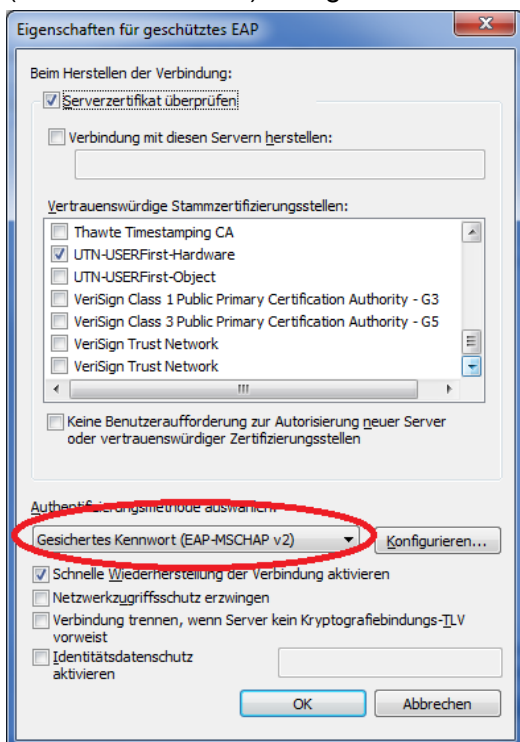 Eigenschaften für geschütztes EAP
Beim Herstellen der Verbindung:
Serverzertifikat überprüfen
Verbindung mit diesen Servern herstellen:
Vertrauenswürdige Stammzertifizierungsstellen:
Thawte Timestamping CA
UTN-USERFirst-Hardware
UTN-USERFirst-Object
VeriSign Class 1 Public Primary Certification Authority - G3
VeriSign Class 3 Public Primary Certification Authority - G5
VeriSign Trust Network
VeriSign Trust Network
Keine Benutzeraufforderung zur Autorisierung neuer Server
oder vertrauenswürdiger Zertifizierungsstellen
Authentifizierungsmethode auswählen:
Gesichertes Kennwort (EAP-MSCHAP v2)
Konfigurieren...
Schnelle Wiederherstellung der Verbindung aktivieren
Netzwerkzugriffsschutz erzwingen
Verbindung trennen, wenn Server kein Kryptografiebindungs-TLV
vorweist
Identitätsdatenschutz
aktivieren
OK Abbrechen